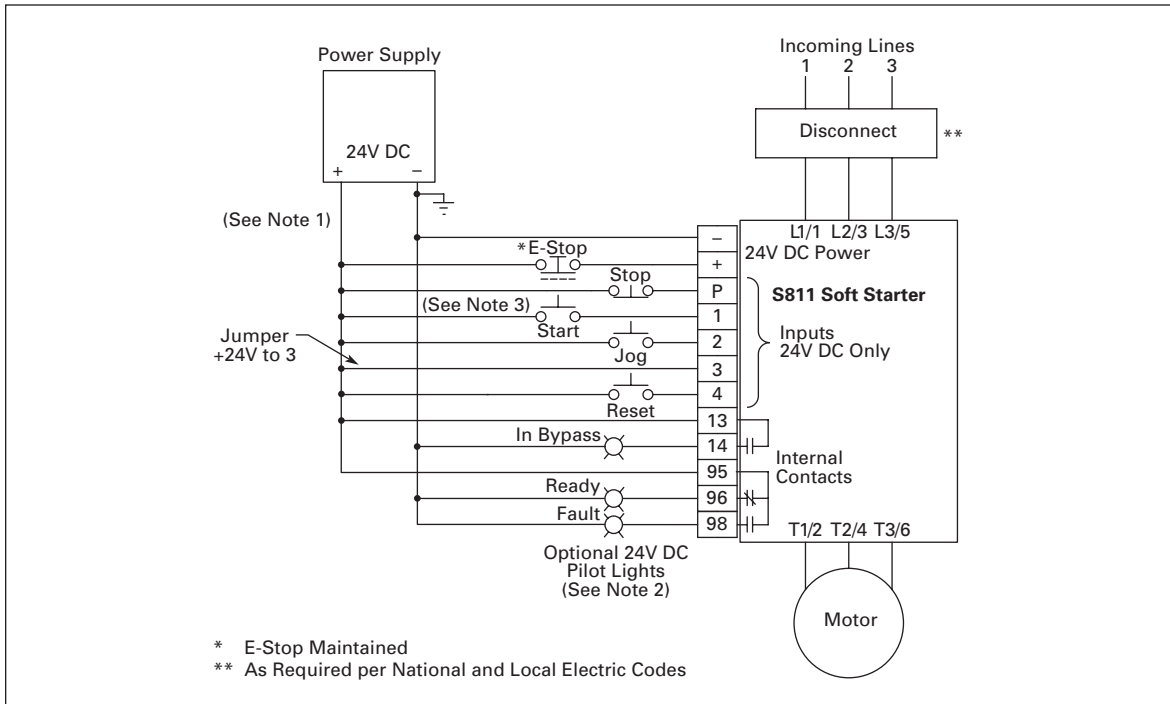 Power Supply
24V DC
+ –
(See Note 1)
Incoming Lines
1 2 3
Disconnect
**
L1/1 L2/3 L3/5
24V DC Power
S811 Soft Starter
Inputs
24V DC Only
–
+
P
1
2
3
4
13
14
95
96
98
*E-Stop
Stop
(See Note 3)
Start
Jumper
+24V to 3
Jog
Reset
In Bypass
Internal
Contacts
Ready
Fault
Optional 24V DC
Pilot Lights
(See Note 2)
T1/2 T2/4 T3/6
Motor
* E-Stop Maintained
** As Required per National and Local Electric Codes